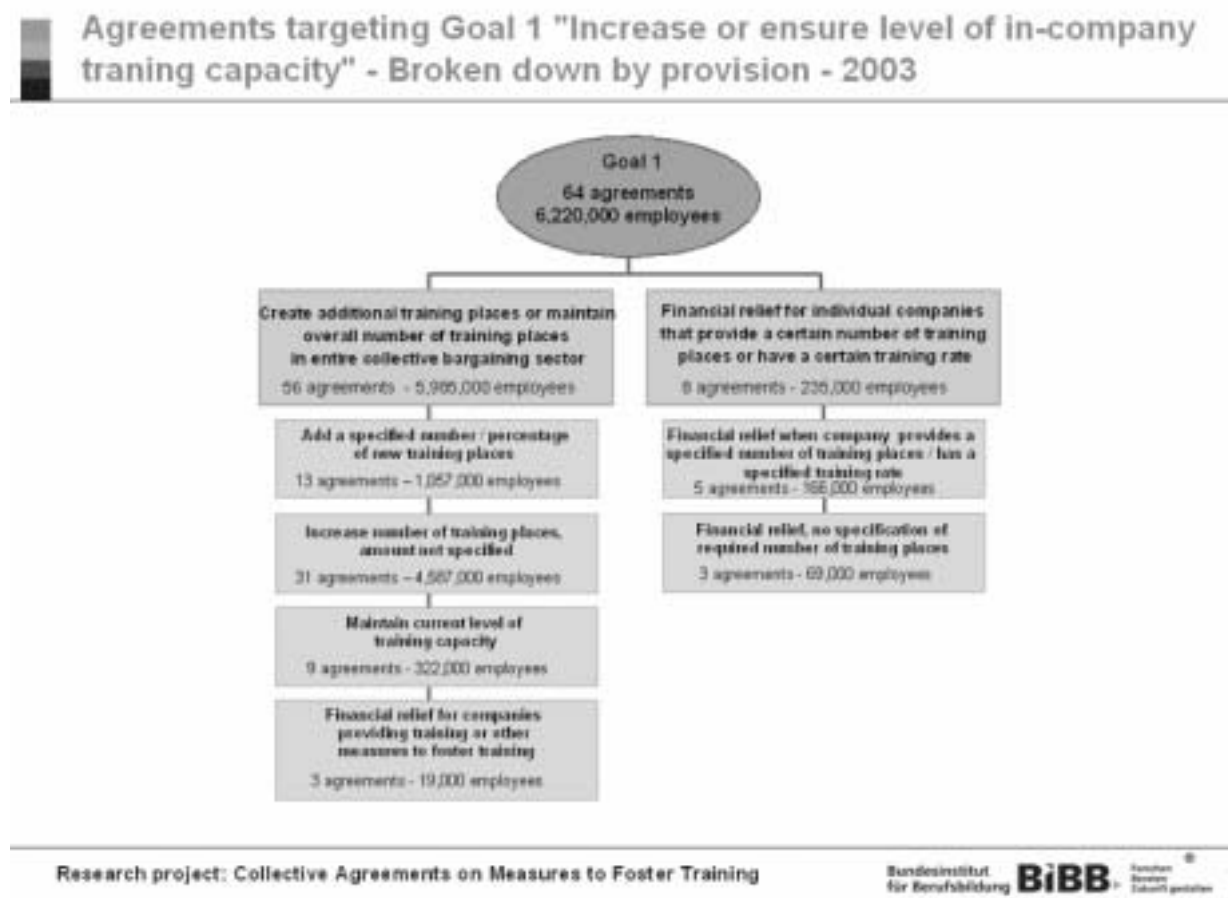 Agreements targeting Goal 1 "Increase or ensure level of in-company
traning capacity" - Broken down by provision - 2003
Goal 1
64 agreements
6,220,000 employees
Create additional training places or maintain
overall number of training places
in entire collective bargaining sector
56 agreements - 5,985,000 employees
Add a specified number / percentage
of new training places
13 agreements – 1,057,000 employees
Increase number of training places,
amount not specified
31 agreements – 4,587,000 employees
Maintain current level of
training capacity
9 agreements - 322,000 employees
Financial relief for companies
providing training or other
measures to foster training
3 agreements - 19,000 employees
Financial relief for individual companies
that provide a certain number of training
places or have a certain training rate
8 agreements - 235,000 employees
Financial relief when company provides a
specified number of training places / has a
specified training rate
5 agreements - 166,000 employees
Financial relief, no specification of
required number of training places
3 agreements - 69,000 employees
Research project: Collective Agreements on Measures to Foster Training
Bundesinstitut
für Berufsbildung
BiBB
®
Forschen
Beraten
Zukunft gestalten